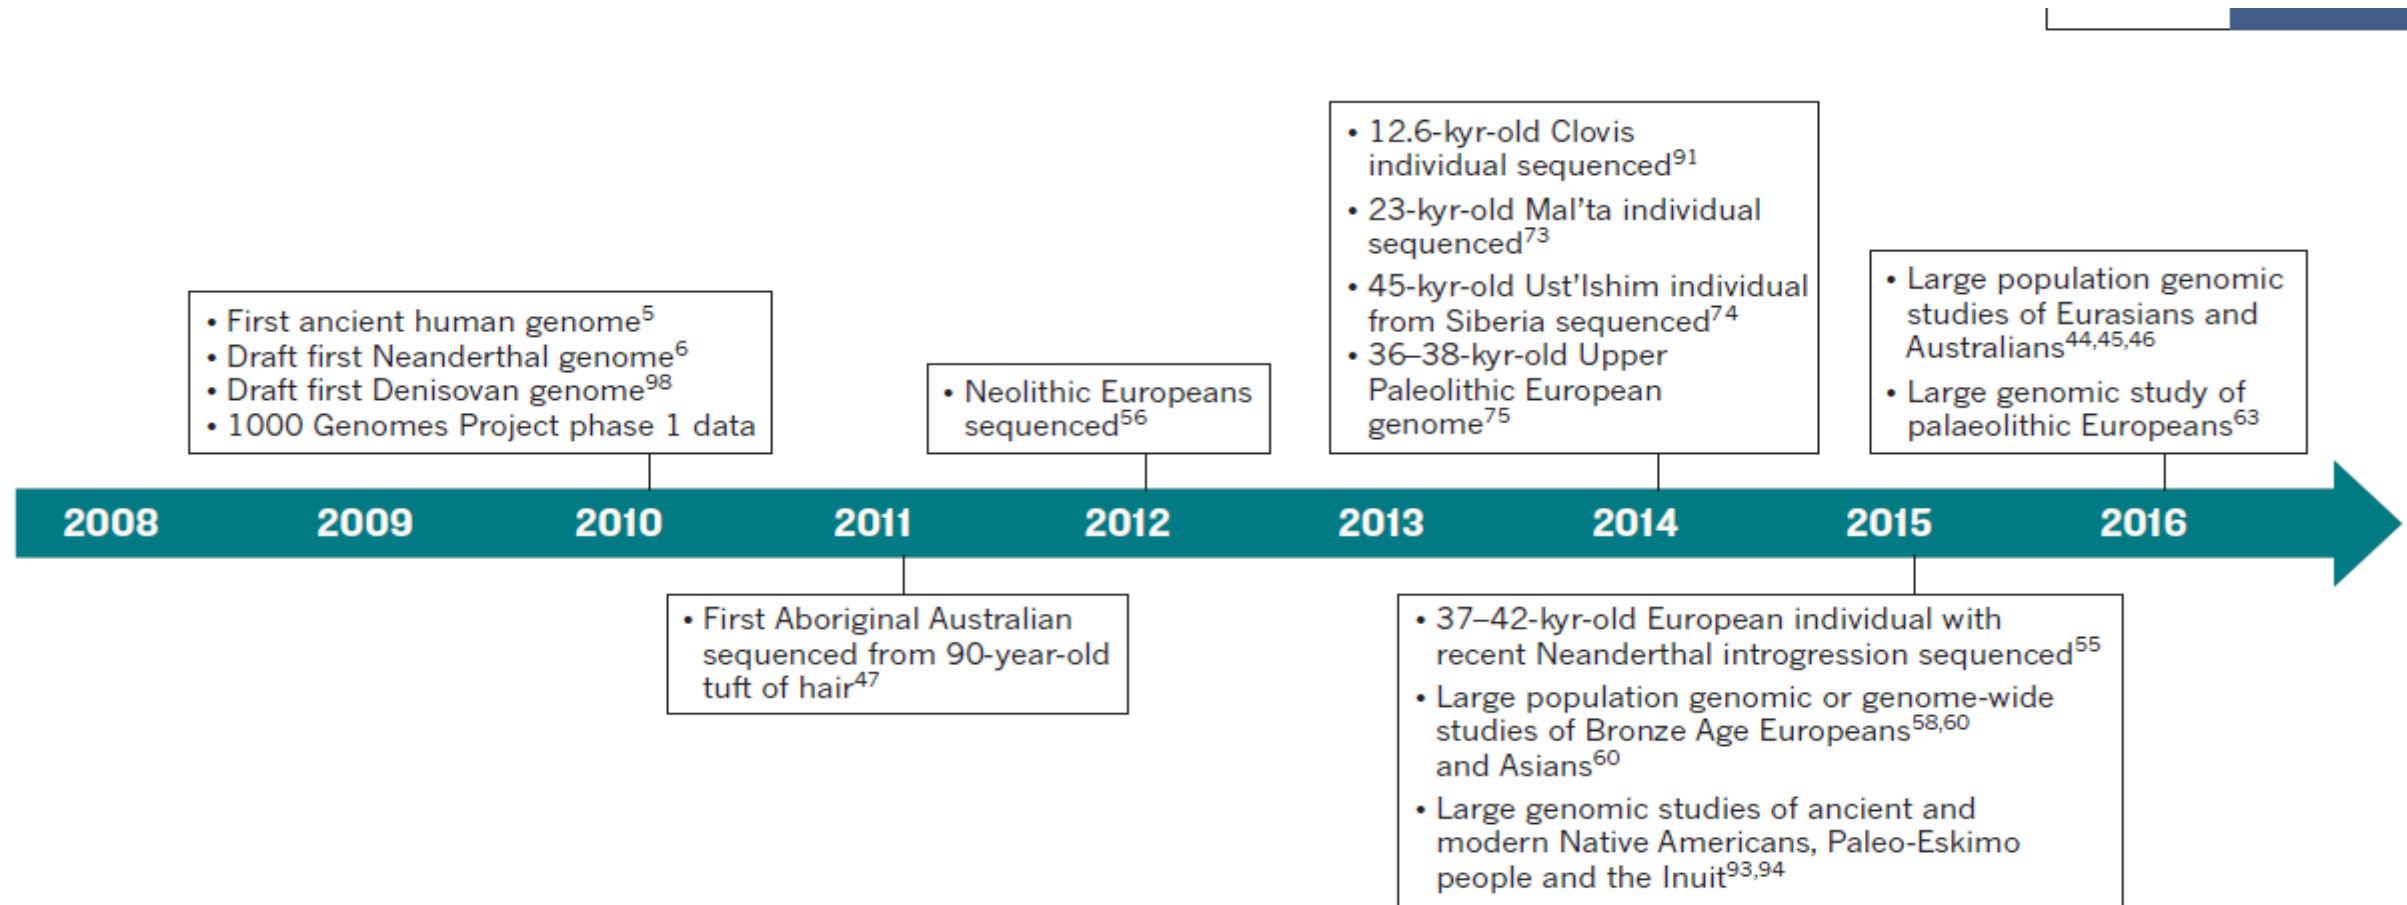 • 12.6-kyr-old Clovis
individual sequenced91
• 23-kyr-old Mal'ta individual
sequenced73
• 45-kyr-old Ust'Ishim individual
from Siberia sequenced74
• 36–38-kyr-old Upper
Paleolithic European
genome75
• Large population genomic
studies of Eurasians and
Australians44,45,46
• Large genomic study of
palaeolithic Europeans63
• First ancient human genome5
• Draft first Neanderthal genome6
• Draft first Denisovan genome98
• 1000 Genomes Project phase 1 data
• Neolithic Europeans
sequenced56
2008 2009 2010 2011 2012 2013 2014 2015 2016
• First Aboriginal Australian
sequenced from 90-year-old
tuft of hair47
• 37–42-kyr-old European individual with
recent Neanderthal introgression sequenced55
• Large population genomic or genome-wide
studies of Bronze Age Europeans58,60
and Asians60
• Large genomic studies of ancient and
modern Native Americans, Paleo-Eskimo
people and the Inuit93,94